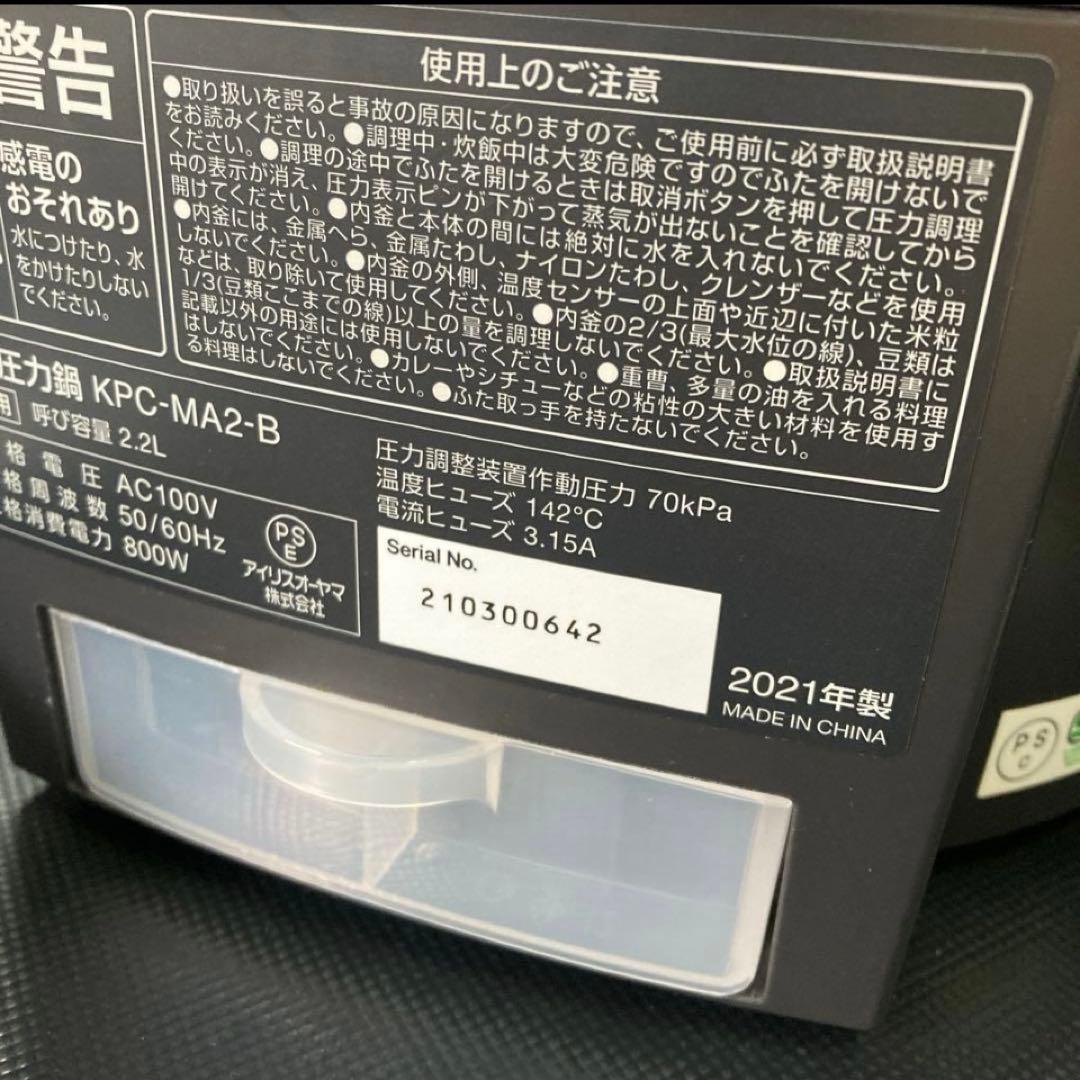 警告
感電の
おそれあり
水につけたり、水
をかけたりしない
でください。
使用上のご注意
●取り扱いを誤ると事故の原因になりますので、ご使用前に必ず取扱説明書
をお読みください。●調理中・炊飯中は大変危険ですのでふたを開けないで
ください。●調理の途中でふたを開けるときは取消ボタンを押して圧力調理
中の表示が消え、圧力表示ピンが下がって蒸気が出ないことを確認してから
開けてください。●内釜と本体の間には絶対に水を入れないでください。
●内釜には、金属へら、金属たわし、ナイロンたわし、クレンザーなどを使用
しないでください。●内釜の外側、温度センサーの上面や近辺に付いた米粒
などは、取り除いて使用してください。●内釜の2/3(最大水位の線)、豆類は
1/3(豆類ここまでの線)以上の量を調理しないでください。●取扱説明書に
記載以外の用途には使用しないでください。●重曹、多量の油を入れる料理
はしないでください。●カレーやシチューなどの粘性の大きい材料を使用す
る料理はしないでください。●ふた取っ手を持たないでください。
圧力鍋 KPC-MA2-B
用 呼び容量 2.2L
格電圧 AC100V
格周波数 50/60Hz
格消費電力 800W
PS
E
アイリスオーヤマ
株式会社
圧力調整装置作動圧力 70kPa
温度ヒューズ 142°C
電流ヒューズ 3.15A
Serial No.
210300642
2021年製
MADE IN CHINA
PS
C